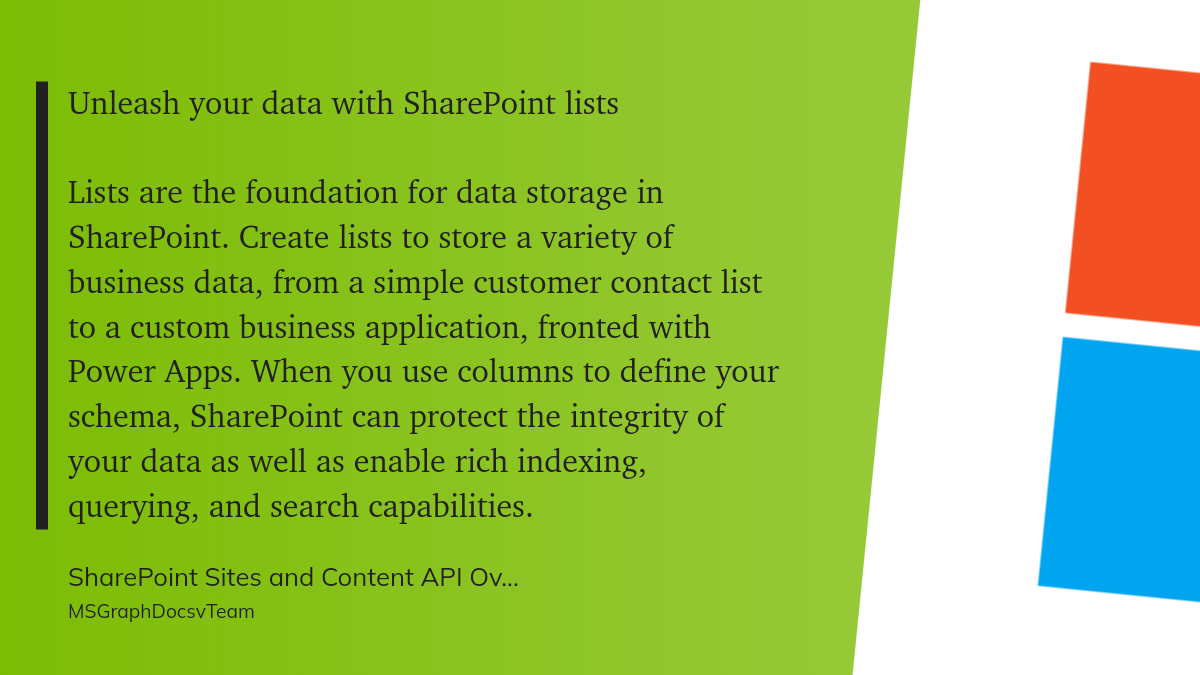 Unleash your data with SharePoint lists
Lists are the foundation for data storage in
SharePoint. Create lists to store a variety of
business data, from a simple customer contact list
to a custom business application, fronted with
Power Apps. When you use columns to define your
schema, SharePoint can protect the integrity of
your data as well as enable rich indexing,
querying, and search capabilities.
SharePoint Sites and Content API Ov...
MSGraphDocsvTeam